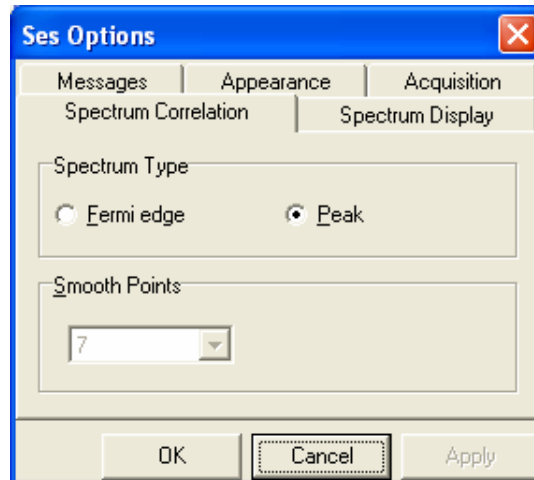 Ses Options
Messages Appearance Acquisition
Spectrum Correlation Spectrum Display
Spectrum Type
Fermi edge Peak
Smooth Points
7
OK Cancel Apply